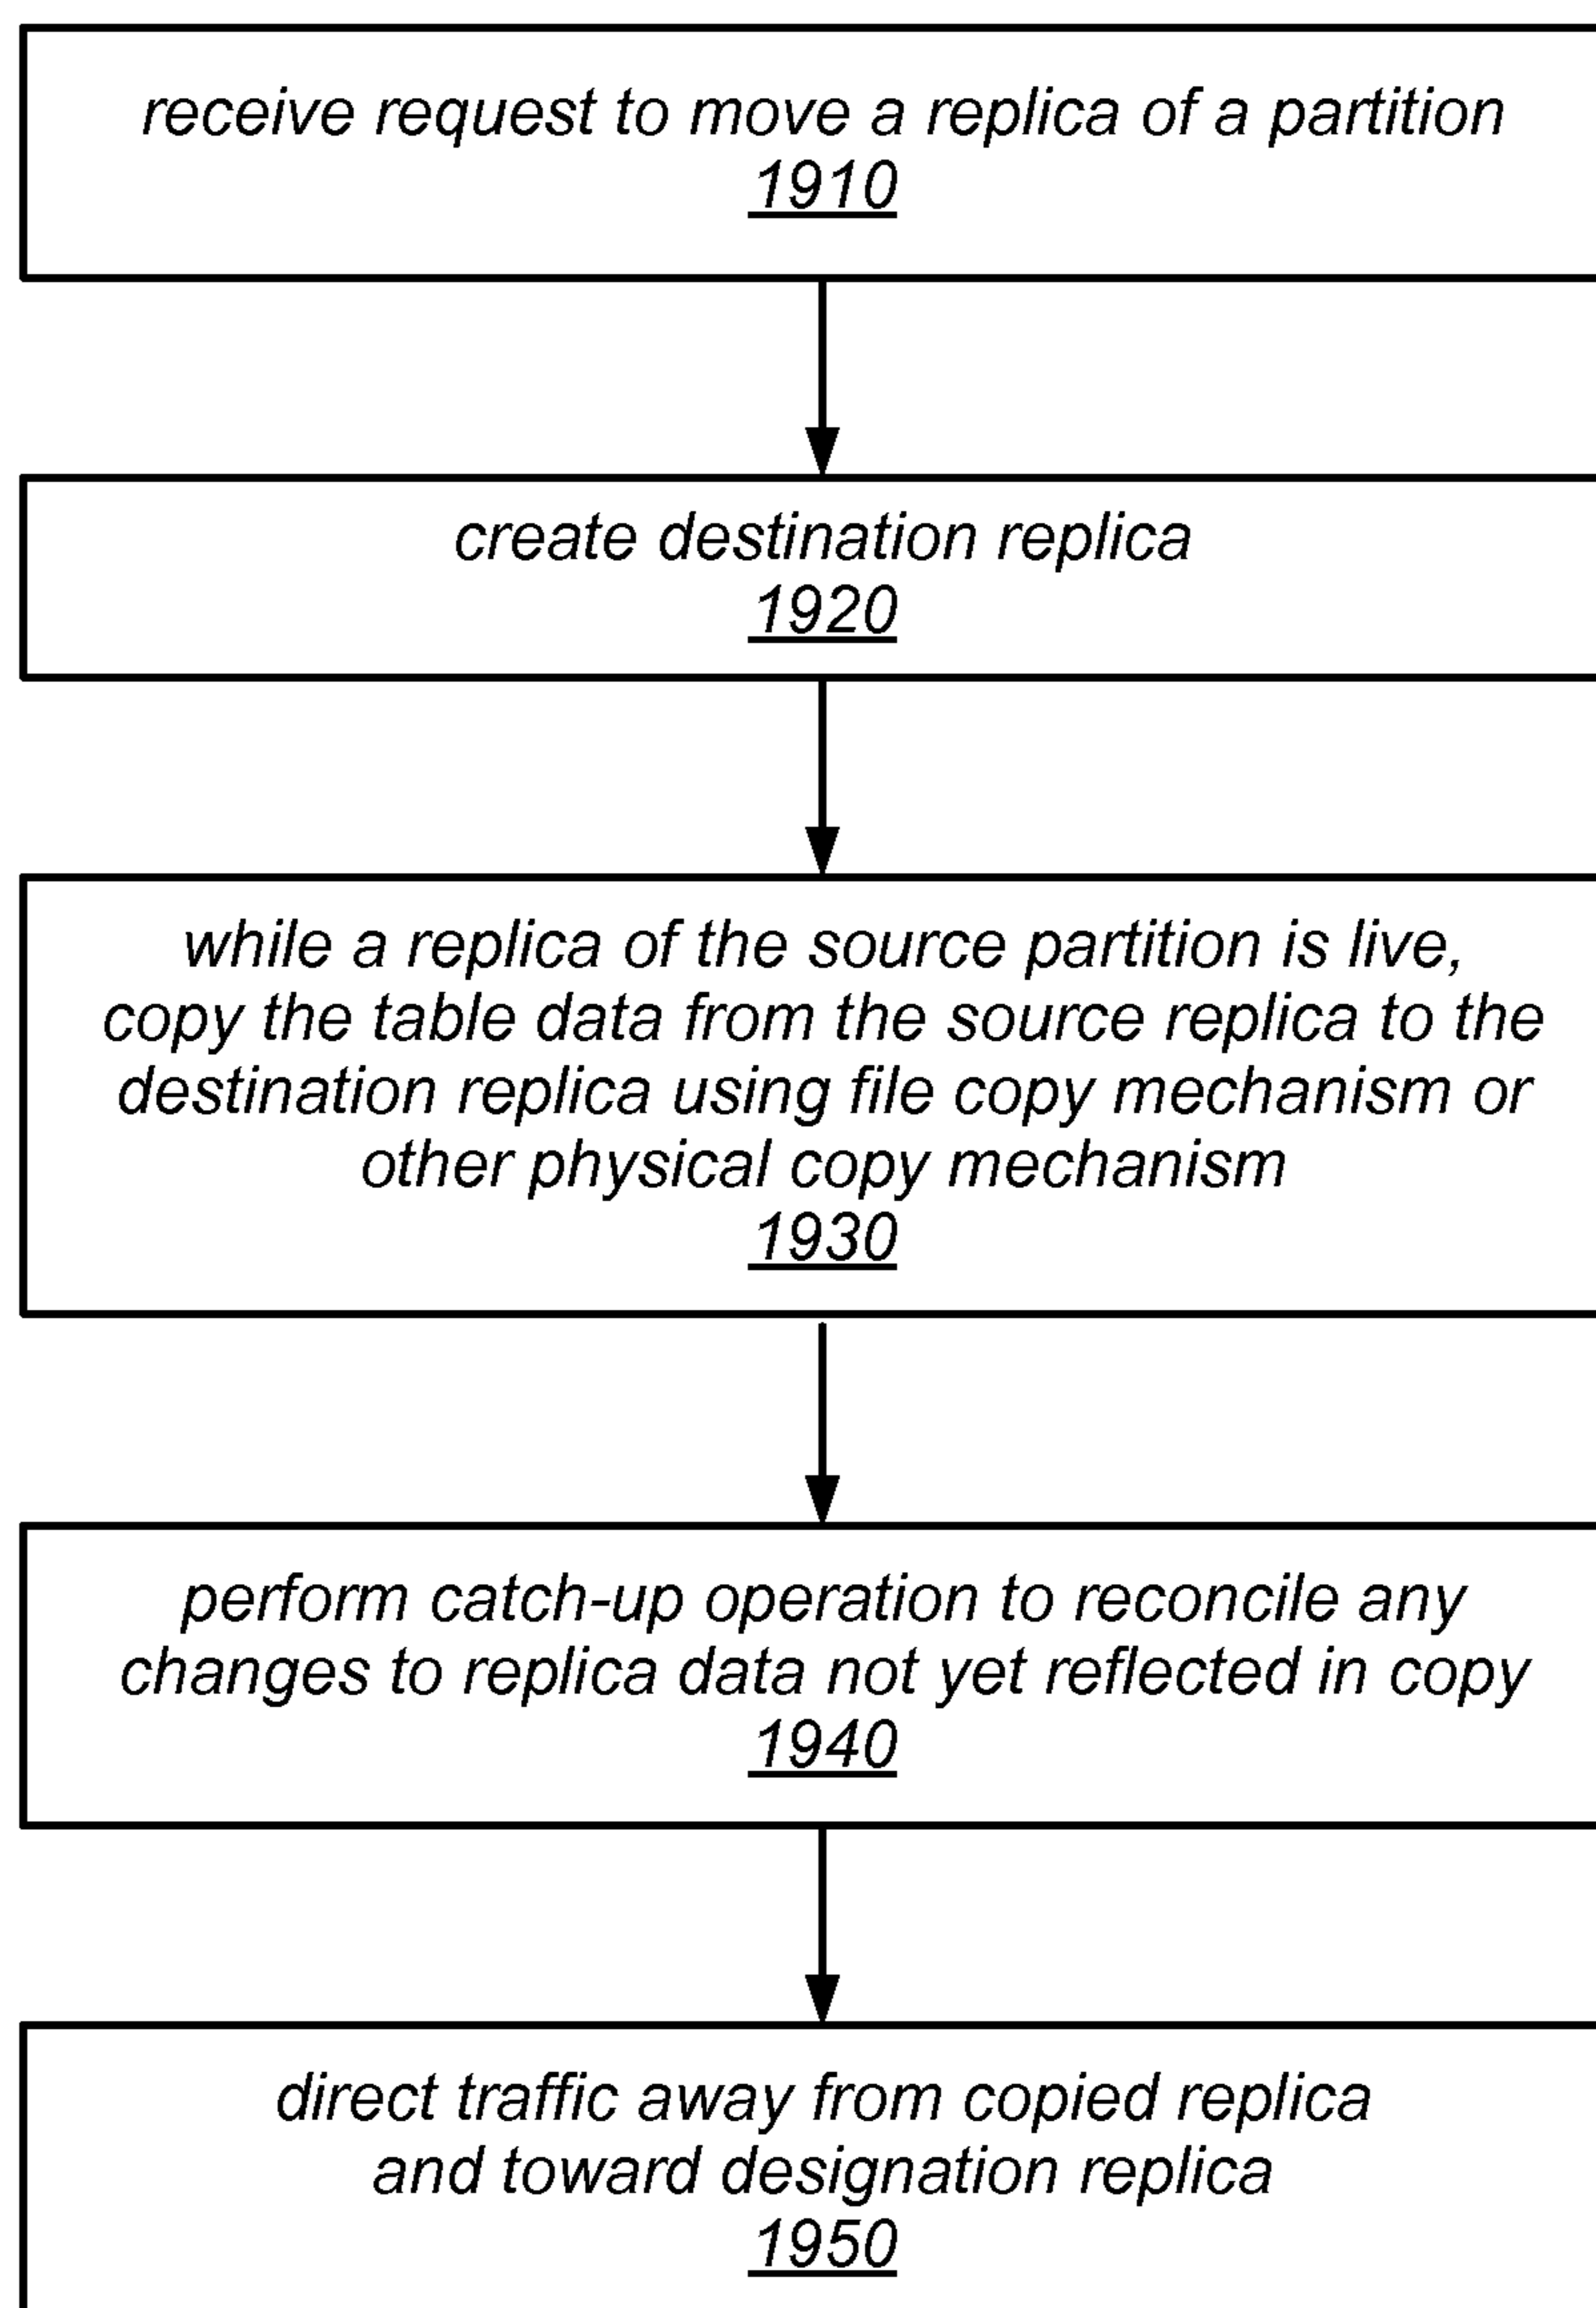 receive request to move a replica of a partition
1910
create destination replica
1920
while a replica of the source partition is live,
copy the table data from the source replica to the
destination replica using file copy mechanism or
other physical copy mechanism
1930
perform catch-up operation to reconcile any
changes to replica data not yet reflected in copy
1940
direct traffic away from copied replica
and toward designation replica
1950